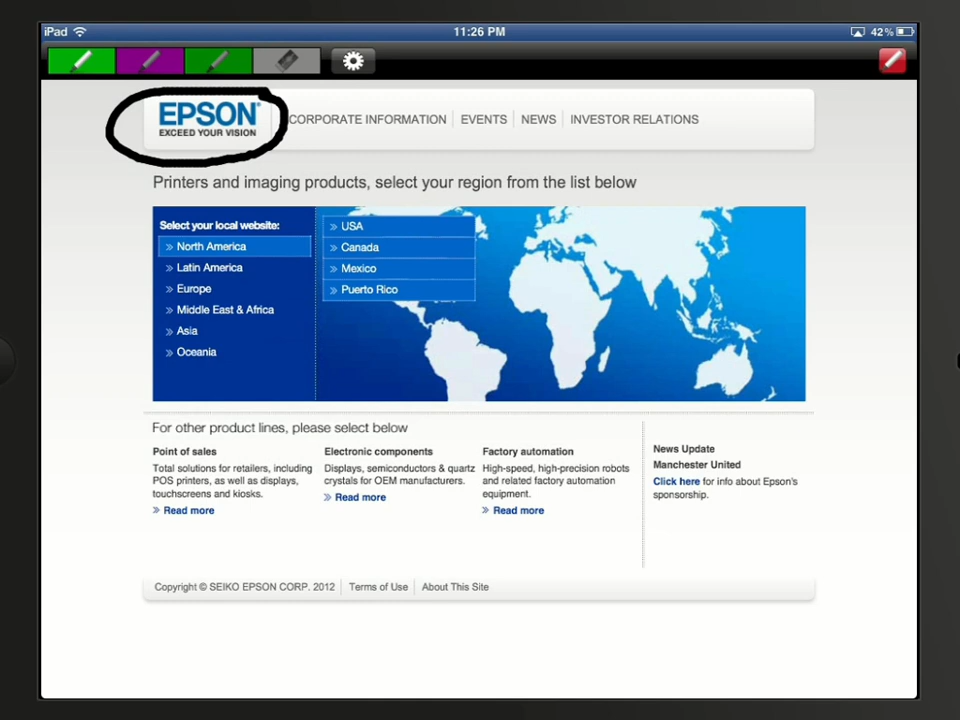 iPad 11:26 PM 42%
EPSON®
EXCEED YOUR VISION
CORPORATE INFORMATION EVENTS NEWS INVESTOR RELATIONS
Printers and imaging products, select your region from the list below
Select your local website:
» North America
» Latin America
» Europe
» Middle East & Africa
» Asia
» Oceania
» USA
» Canada
» Mexico
» Puerto Rico
For other product lines, please select below
Point of sales
Total solutions for retailers, including
POS printers, as well as displays,
touchscreens and kiosks.
» Read more
Electronic components
Displays, semiconductors & quartz
crystals for OEM manufacturers.
» Read more
Factory automation
High-speed, high-precision robots
and related factory automation
equipment.
» Read more
News Update
Manchester United
Click here for info about Epson's
sponsorship.
Copyright © SEIKO EPSON CORP. 2012 Terms of Use About This Site